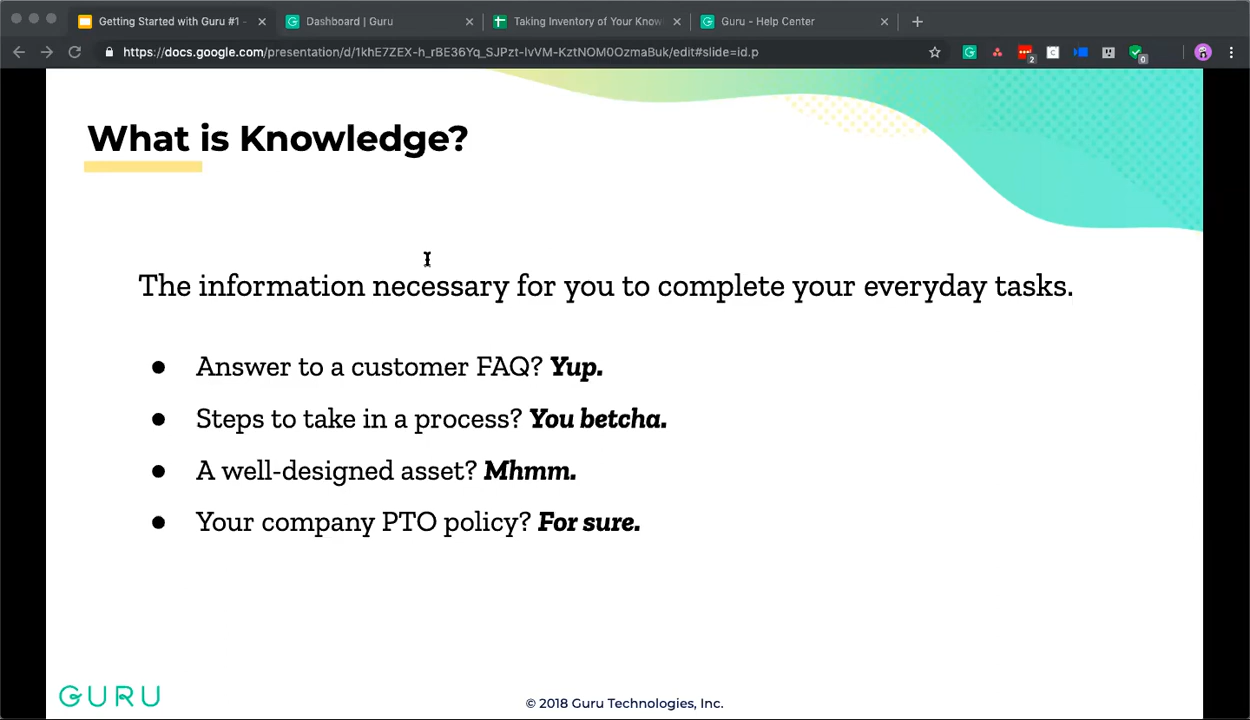 Getting Started with Guru #1 -
Dashboard | Guru
Taking Inventory of Your Know
Guru - Help Center
https://docs.google.com/presentation/d/1khE7ZEX-h_rBE36Yq_SJPzt-lvVM-KztNOM0OzmaBuk/edit#slide=id.p
2
0
What is Knowledge?
The information necessary for you to complete your everyday tasks.
● Answer to a customer FAQ? Yup.
● Steps to take in a process? You betcha.
● A well-designed asset? Mhmm.
● Your company PTO policy? For sure.
GURU
© 2018 Guru Technologies, Inc.